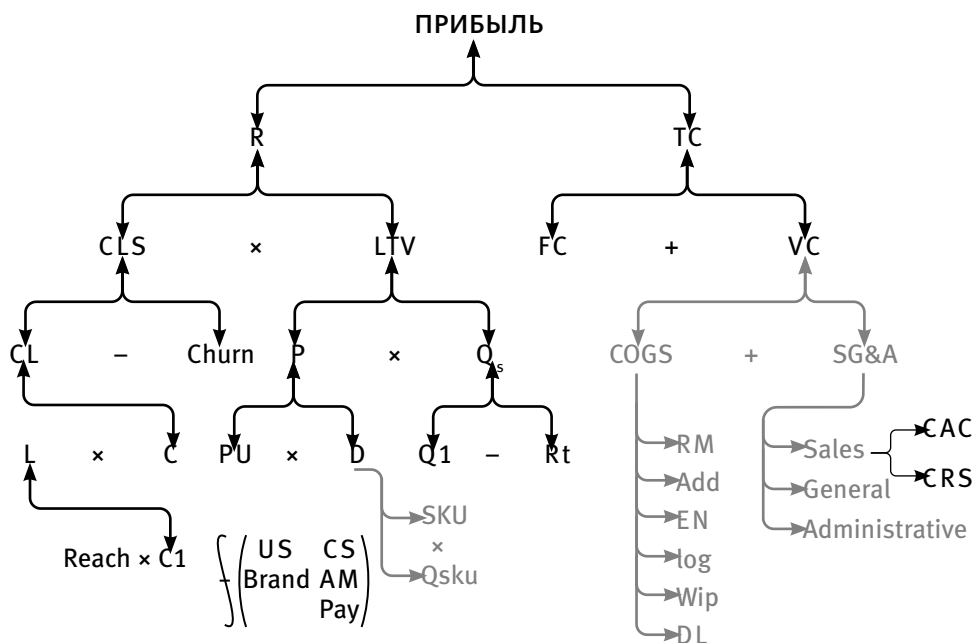 ПРИБЫЛЬ
R TC
CLS × LTV FC + VC
CL – Churn P × Qs COGS + SG&A
L × C PU × D Q1 – Rt RM Sales CAC
CRS
Add General
SKU EN Administrative
×
Reach × C1 US CS Qsku log
Brand AM Wip
Pay DL